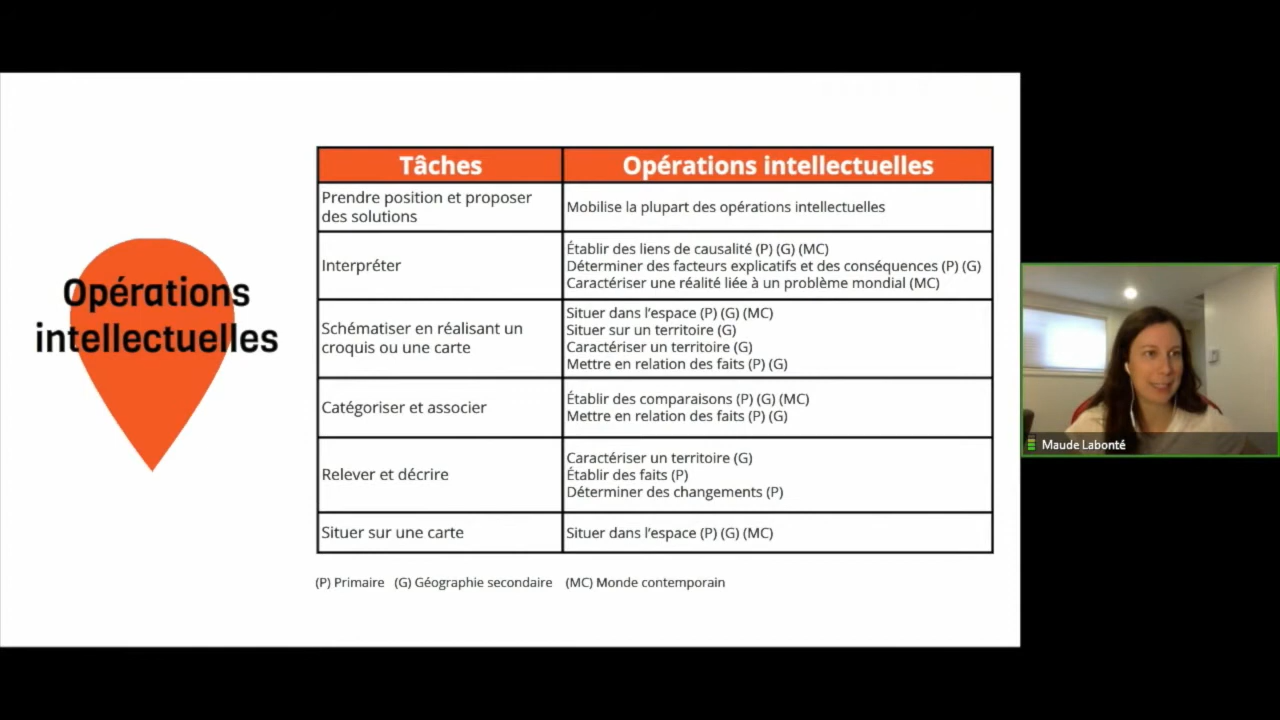 Opérations
intellectuelles
Tâches
Opérations intellectuelles
Prendre position et proposer
des solutions
Mobilise la plupart des opérations intellectuelles
Interpréter
Établir des liens de causalité (P) (G) (MC)
Déterminer des facteurs explicatifs et des conséquences (P) (G)
Caractériser une réalité liée à un problème mondial (MC)
Schématiser en réalisant un
croquis ou une carte
Situer dans l’espace (P) (G) (MC)
Situer sur un territoire (G)
Caractériser un territoire (G)
Mettre en relation des faits (P) (G)
Catégoriser et associer
Établir des comparaisons (P) (G) (MC)
Mettre en relation des faits (P) (G)
Relever et décrire
Caractériser un territoire (G)
Établir des faits (P)
Déterminer des changements (P)
Situer sur une carte
Situer dans l’espace (P) (G) (MC)
(P) Primaire (G) Géographie secondaire (MC) Monde contemporain
Maude Labonté